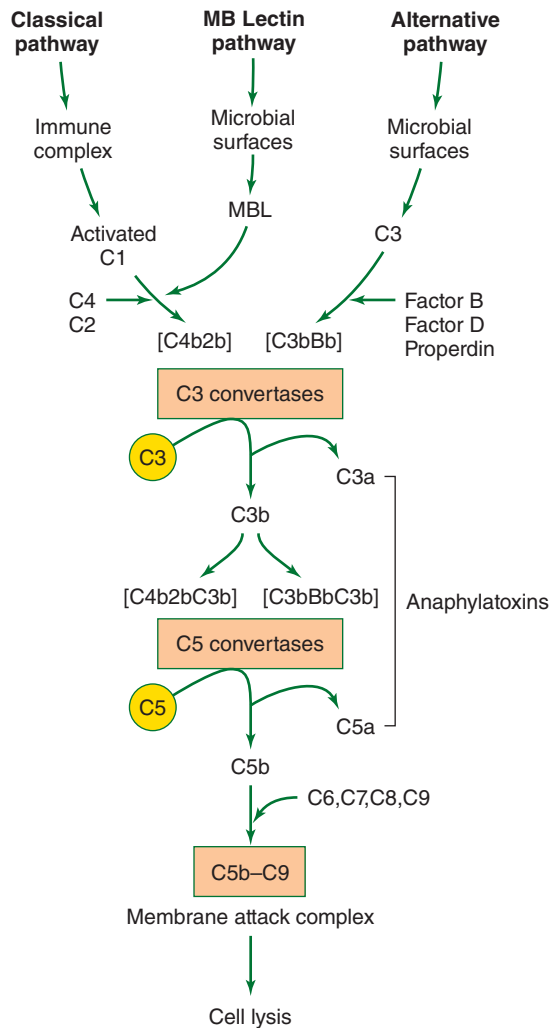 Classical
pathway
MB Lectin
pathway
Alternative
pathway
Immune
complex
Microbial
surfaces
Microbial
surfaces
MBL
Activated
C1
C3
C4
C2
Factor B
Factor D
Properdin
[C4b2b]
[C3bBb]
C3 convertases
C3
C3a
C3b
[C4b2bC3b]
[C3bBbC3b]
Anaphylatoxins
C5 convertases
C5
C5a
C5b
C6,C7,C8,C9
C5b–C9
Membrane attack complex
Cell lysis